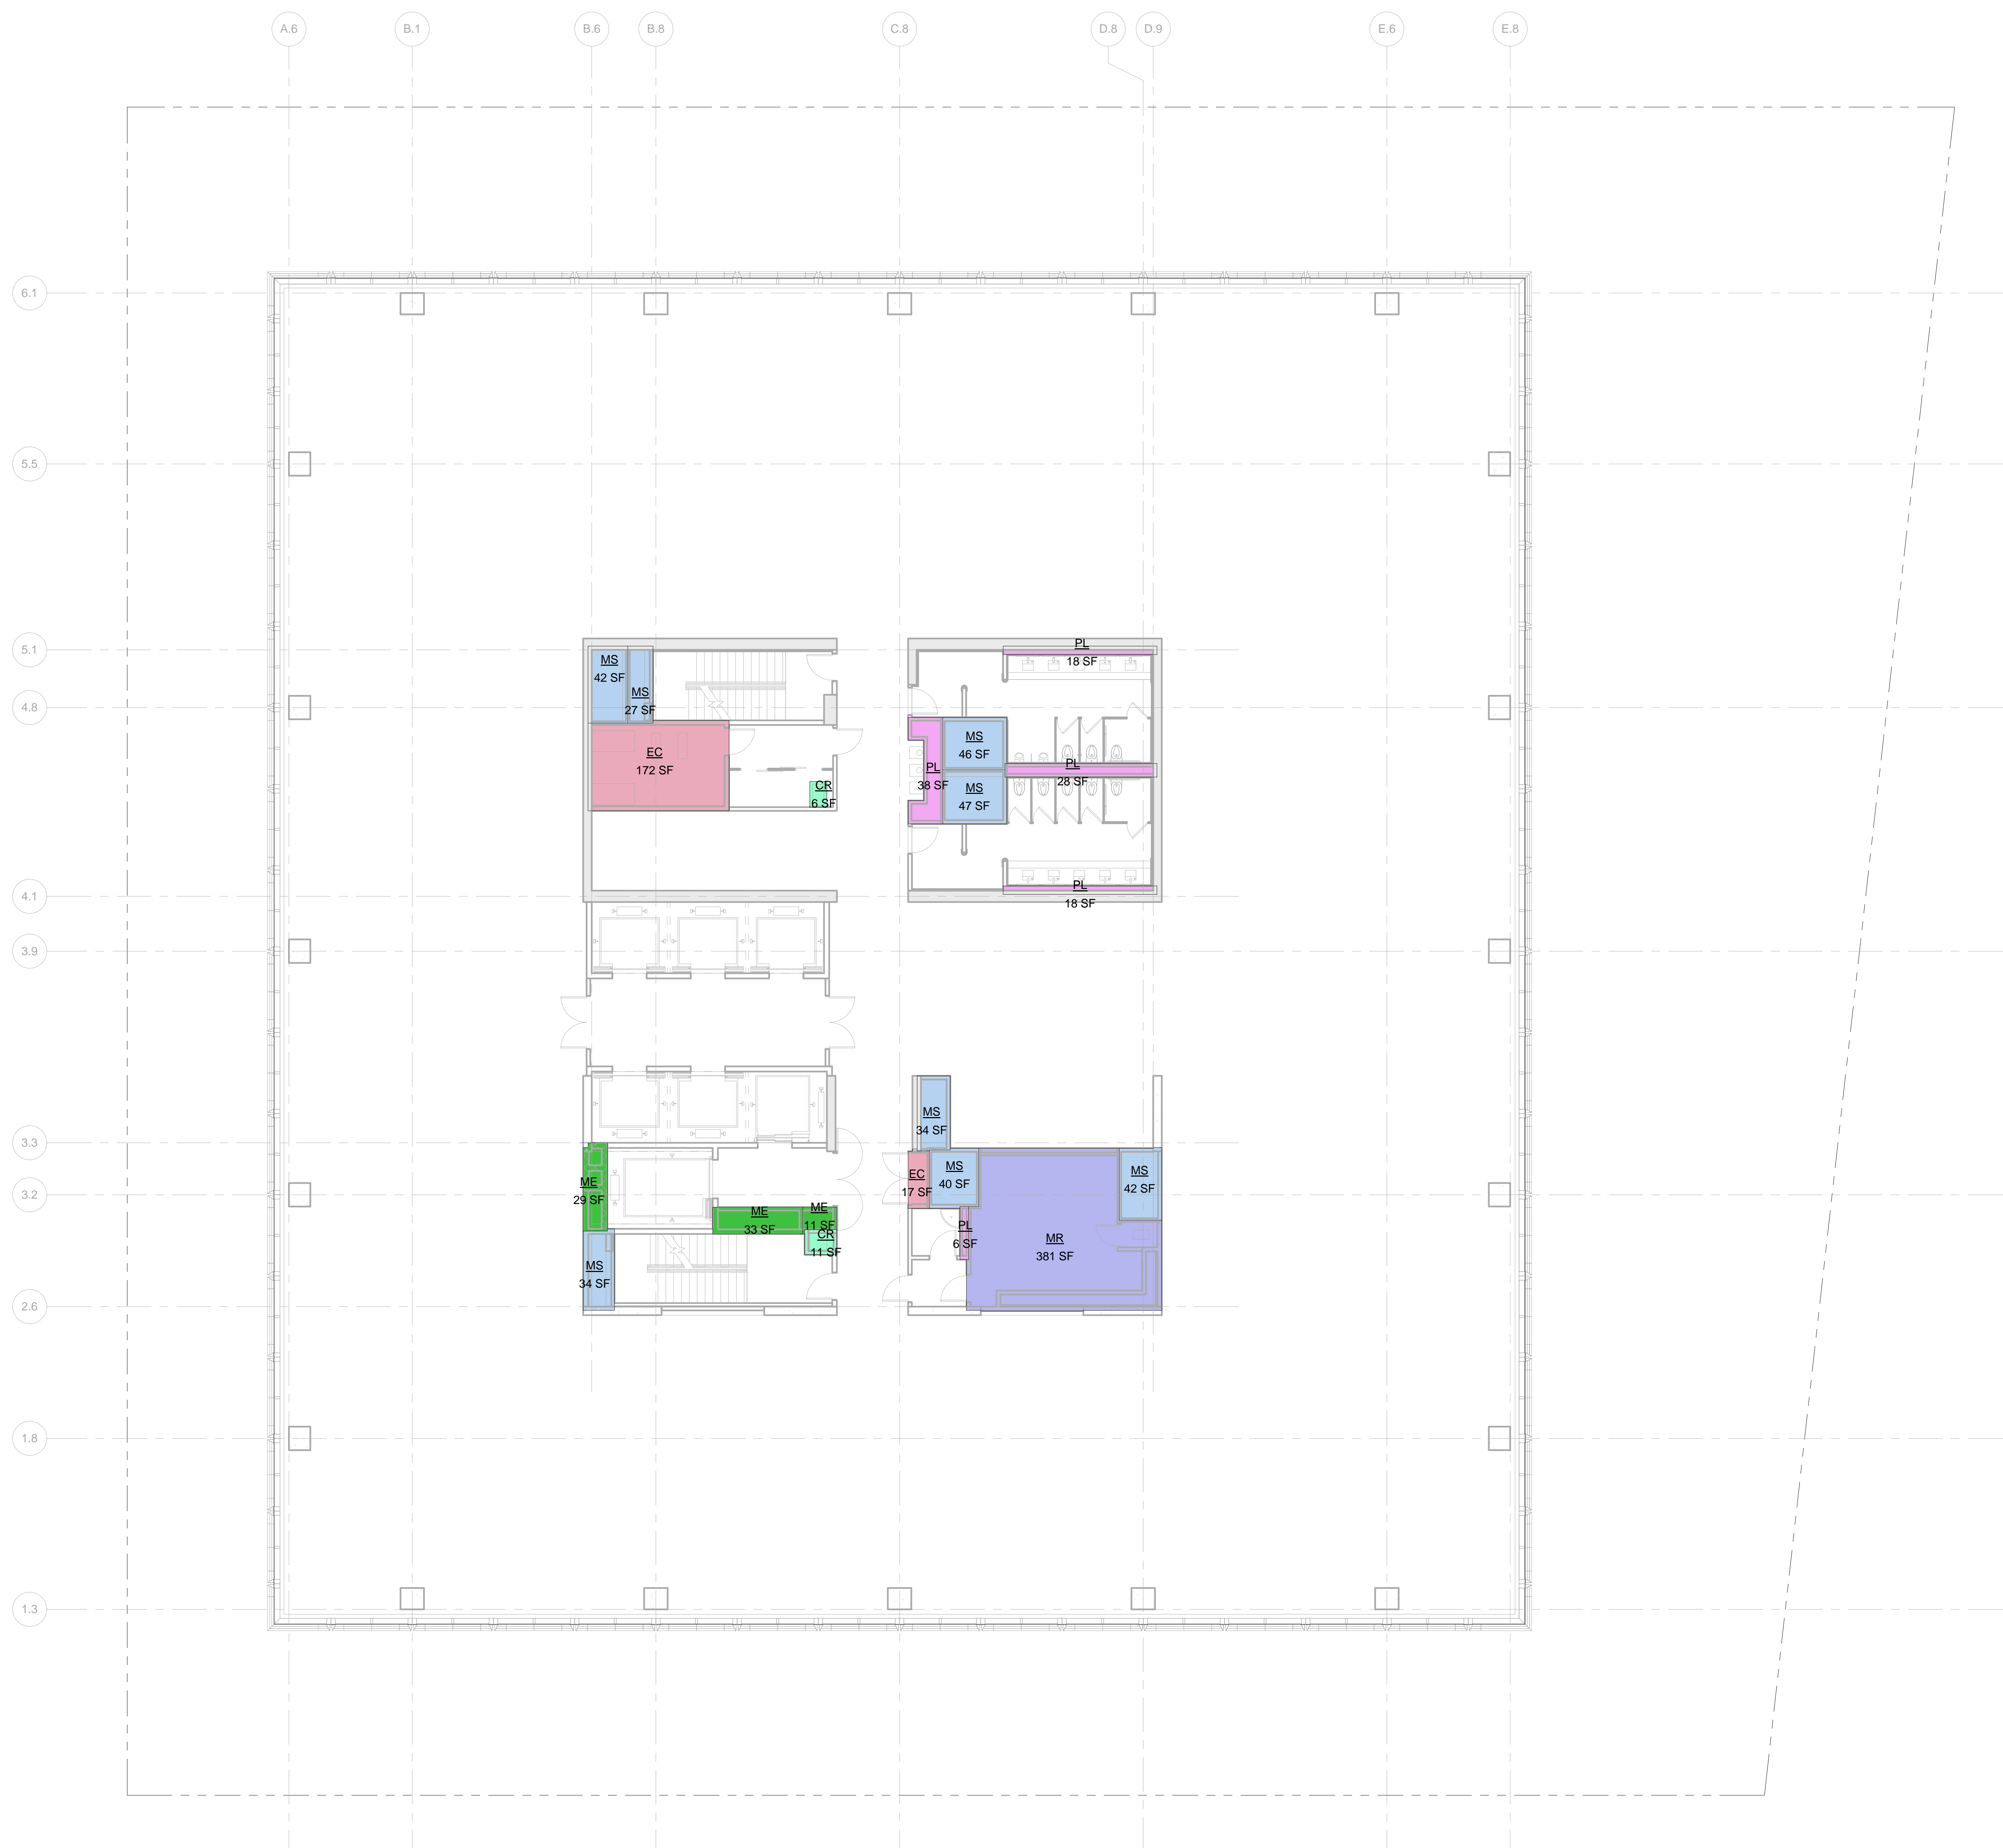 A.6
B.1
B.6
B.8
C.8
D.8
D.9
E.6
E.8
6.1
5.5
5.1
4.8
4.1
3.9
3.3
3.2
2.6
1.8
1.3
MS
42 SF
MS
27 SF
EC
172 SF
CR
6 SF
PL
18 SF
MS
46 SF
PL
38 SF
PL
28 SF
MS
47 SF
PL
18 SF
MS
34 SF
ME
29 SF
ME
33 SF
ME
11 SF
CR
11 SF
MS
34 SF
EC
17 SF
MS
40 SF
MS
42 SF
PL
6 SF
MR
381 SF